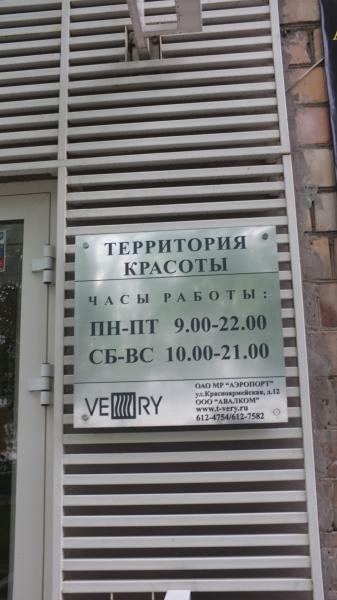 ТЕРРИТОРИЯ
КРАСОТЫ
ЧАСЫ РАБОТЫ:
ПН-ПТ 9.00-22.00
СБ-ВС 10.00-21.00
VERY
ОАО МР "АЭРОПОРТ"
ул.Красноармейская, д.12
ООО "АВАЛКОМ"
www.t-very.ru
612-4754/612-7582